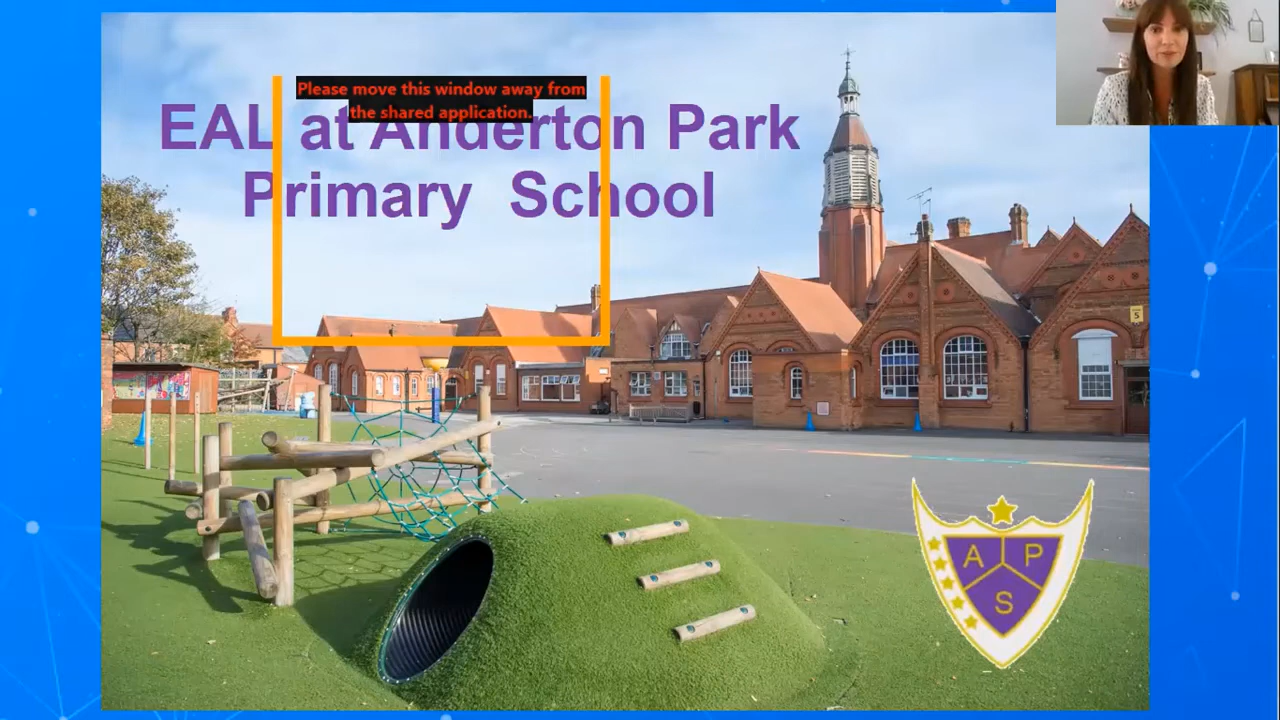 Please move this window away from
the shared application.
EAL at Anderton Park
Primary School
5
A P
S